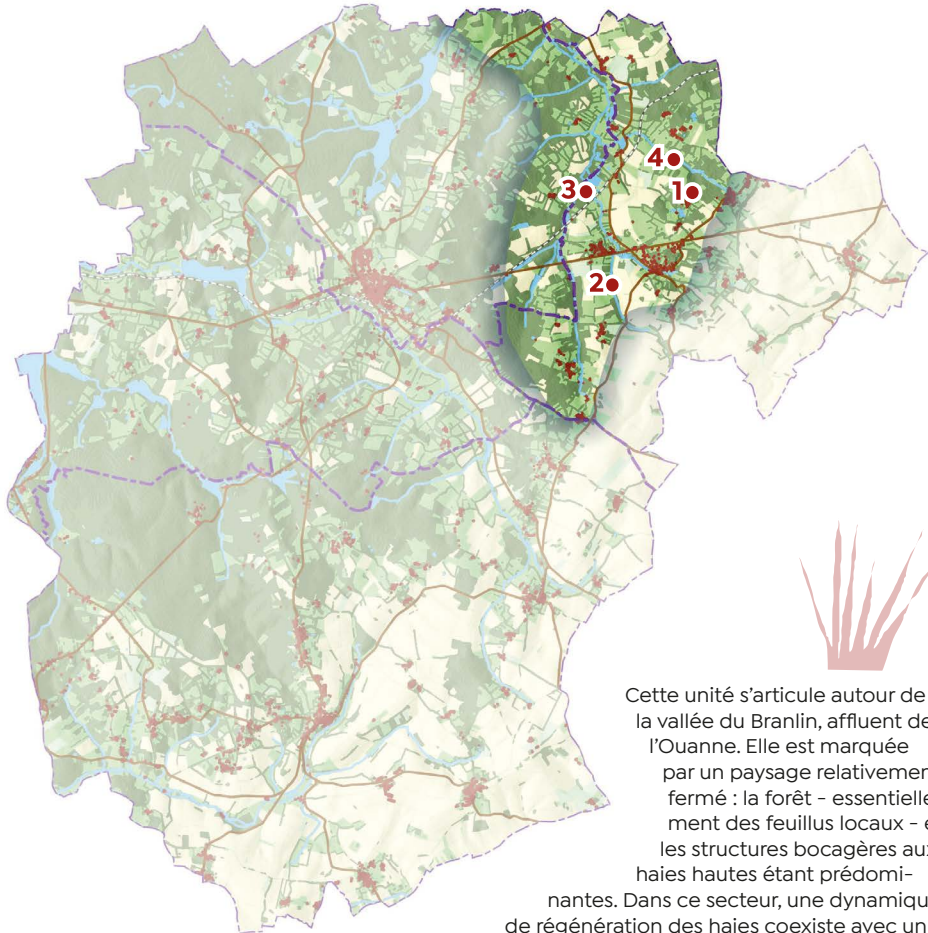 4
1
3
2
Cette unité s’articule autour de
la vallée du Branlin, affluent de
l’Ouanne. Elle est marquée
par un paysage relativemen
fermé : la forêt - essentielle
ment des feuillus locaux - e
les structures bocagères aux
haies hautes étant prédomi-
nantes. Dans ce secteur, une dynamique
de régénération des haies coexiste avec un